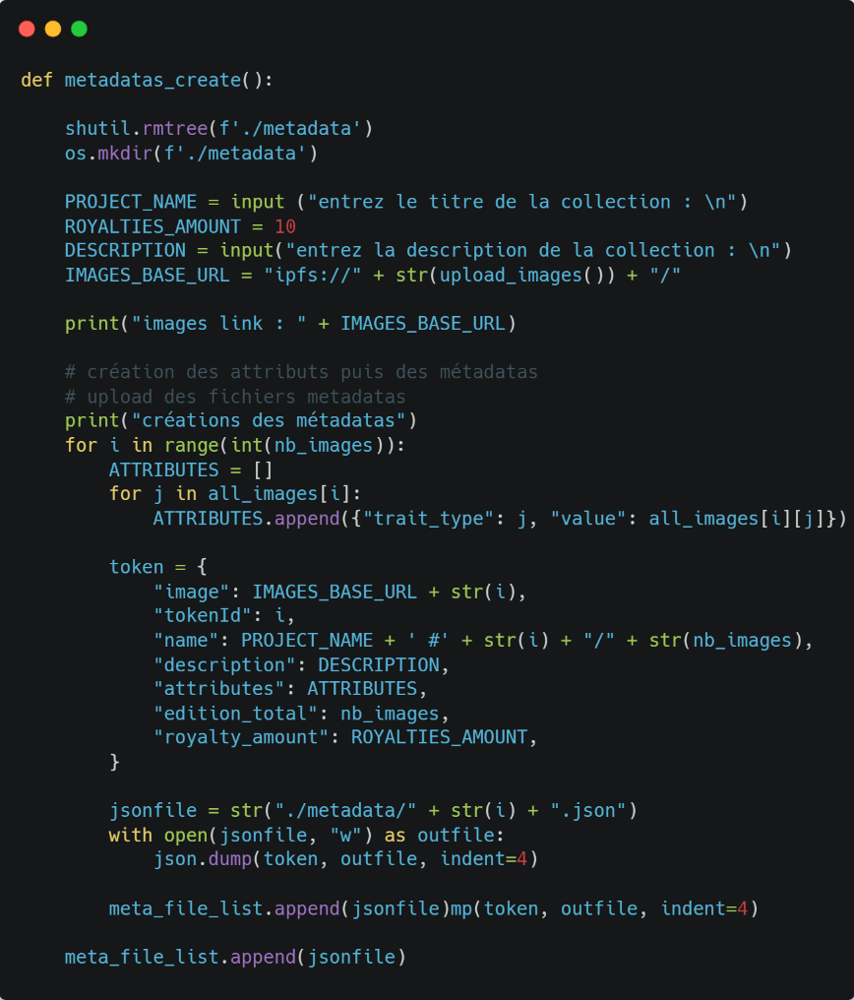 def metadatas_create():
shutil.rmtree(f'./metadata')
os.mkdir(f'./metadata')
PROJECT_NAME = input ("entrez le titre de la collection : \n")
ROYALTIES_AMOUNT = 10
DESCRIPTION = input("entrez la description de la collection : \n")
IMAGES_BASE_URL = "ipfs://" + str(upload_images()) + "/"
print("images link : " + IMAGES_BASE_URL)
# création des attributs puis des métadatas
# upload des fichiers metadatas
print("créations des métadatas")
for i in range(int(nb_images)):
ATTRIBUTES = []
for j in all_images[i]:
ATTRIBUTES.append({"trait_type": j, "value": all_images[i][j]})
token = {
"image": IMAGES_BASE_URL + str(i),
"tokenId": i,
"name": PROJECT_NAME + ' #' + str(i) + "/" + str(nb_images),
"description": DESCRIPTION,
"attributes": ATTRIBUTES,
"edition_total": nb_images,
"royalty_amount": ROYALTIES_AMOUNT,
}
jsonfile = str("./metadata/" + str(i) + ".json")
with open(jsonfile, "w") as outfile:
json.dump(token, outfile, indent=4)
meta_file_list.append(jsonfile)mp(token, outfile, indent=4)
meta_file_list.append(jsonfile)